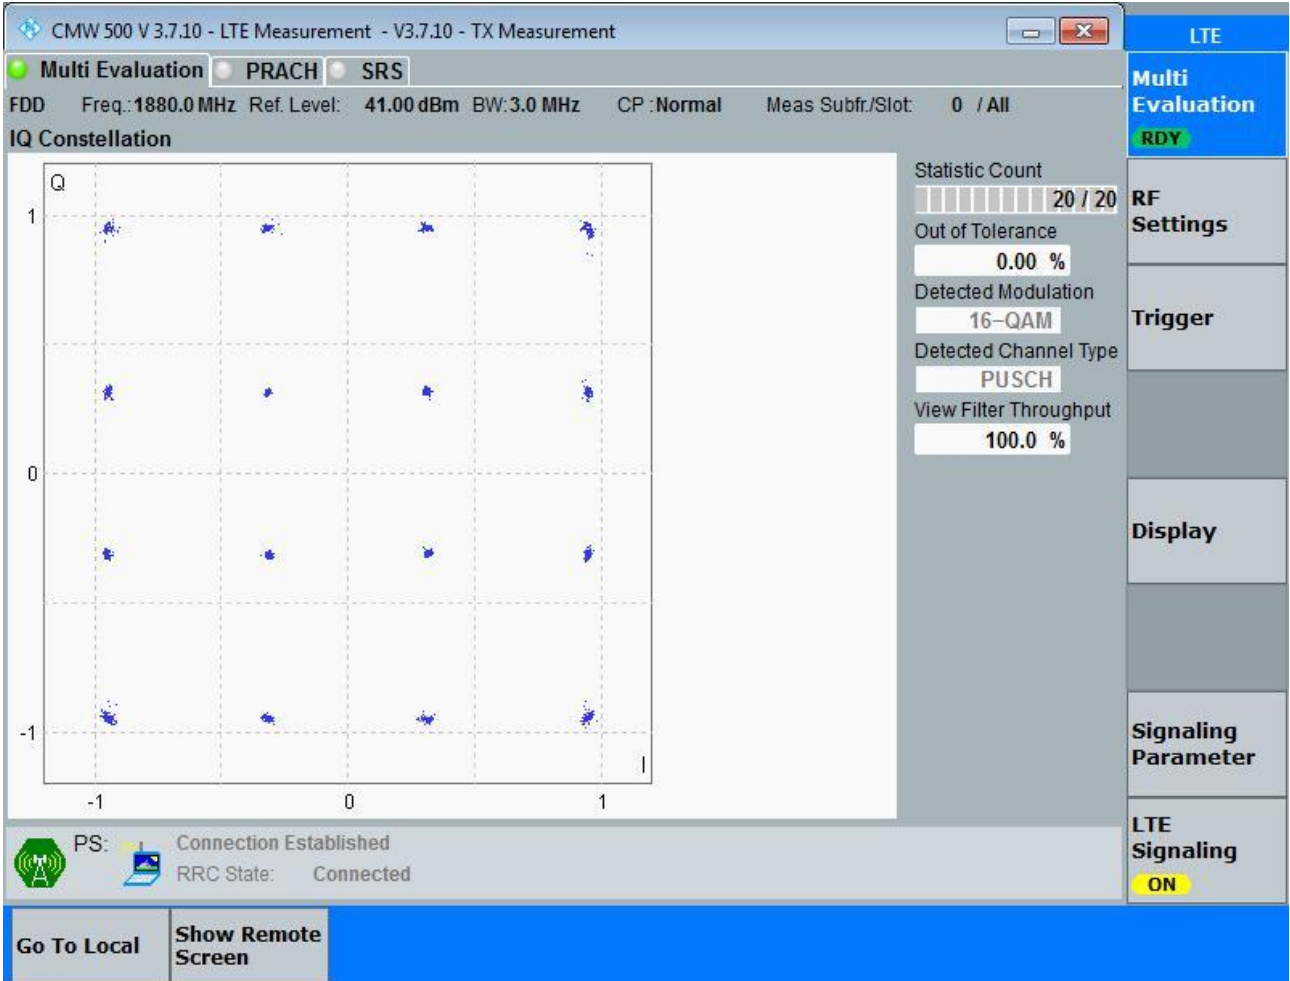 CMW 500 V 3.7.10 - LTE Measurement - V3.7.10 - TX Measurement
LTE
Multi Evaluation PRACH SRS
Multi
Evaluation
RDY
FDD Freq.:1880.0 MHz Ref. Level: 41.00 dBm BW:3.0 MHz CP :Normal Meas Subfr./Slot: 0 / All
IQ Constellation
Q
1
0
-1
-1 0 1
I
Statistic Count
20 / 20
Out of Tolerance
0.00 %
Detected Modulation
16-QAM
Detected Channel Type
PUSCH
View Filter Throughput
100.0 %
RF
Settings
Trigger
Display
Signaling
Parameter
LTE
Signaling
ON
PS: Connection Established
RRC State: Connected
Go To Local
Show Remote
Screen